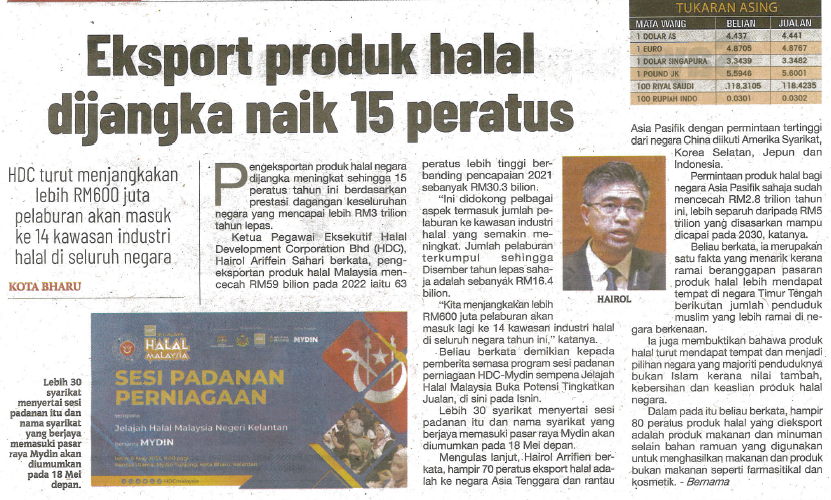 Eksport produk halal
dijangka naik 15 peratus
HDC turut menjangkakan
lebih RM600 juta
pelaburan akan masuk
ke 14 kawasan industri
halal di seluruh negara
KOTA BHARU
Pengeksportan produk halal negara
dijangka meningkat sehingga 15
peratus tahun ini berdasarkan
prestasi dagangan keseluruhan
negara yang mencapai lebih RM3 trilion
tahun lepas.
Ketua Pegawai Eksekutif Halal
Development Corporation Bhd (HDC),
Hairol Ariffein Sahari berkata, peng-
eksportan produk halal Malaysia men-
cecah RM59 bilion pada 2022 iaitu 63
peratus lebih tinggi ber-
banding pencapaian 2021
sebanyak RM30.3 bilion.
“Ini didokong pelbagai
aspek termasuk jumlah pe-
laburan ke kawasan industri
halal yang semakin me-
ningkat. Jumlah pelaburan
terkumpul sehingga
Disember tahun lepas saha-
ja adalah sebanyak RM16.4
bilion.
“Kita menjangkakan lebih
RM600 juta pelaburan akan
masuk lagi ke 14 kawasan industri halal
di seluruh negara tahun ini,” katanya.
Beliau berkata demikian kepada
pemberita semasa program sesi padanan
perniagaan HDC-Mydin sempena Jelajah
Halal Malaysia Buka Potensi Tingkatkan
Jualan, di sini pada Isnin.
Lebih 30 syarikat menyertai sesi
padanan itu dan nama syarikat yang
berjaya memasuki pasar raya Mydin akan
diumumkan pada 18 Mei depan.
Mengulas lanjut, Hairol Arrifien ber-
kata, hampir 70 peratus eksport halal ada-
lah ke negara Asia Tenggara dan rantau
HAIROL
TUKARAN ASING
MATA WANG BELIAN JUALAN
1 DOLAR AS 4.437 4.441
1 EURO 4.8705 4.8767
1 DOLAR SINGAPURA 3.3439 3.3482
1 POUND JK 5.5946 5.6001
100 RIYAL SAUDI 118.3105 118.4235
100 RUPIAH INDO 0.0301 0.0302
Asia Pasifik dengan permintaan tertinggi
dari negara China diikuti Amerika Syarikat,
Korea Selatan, Jepun dan
Indonesia.
Permintaan produk halal bagi
negara Asia Pasifik sahaja sudah
mencecah RM2.8 trilion tahun
ini, lebih separuh daripada RM5
trilion yang disasarkan mampu
dicapai pada 2030, katanya.
Beliau berkata, ia merupakan
satu fakta yang menarik kerana
ramai beranggapan pasaran
produk halal lebih mendapat
tempat di negara Timur Tengah
berikutan jumlah penduduk
muslim yang lebih ramai di ne-
gara berkenaan.
Ia juga membuktikan bahawa produk
halal turut mendapat tempat dan menjadi
pilihan negara yang majoriti penduduknya
bukan Islam kerana nilai tambah,
kebersihan dan keaslian produk halal
negara.
Dalam pada itu beliau berkata, hampir
80 peratus produk halal yang dieksport
adalah produk makanan dan minuman
selain bahan ramuan yang digunakan
untuk menghasilkan makanan dan produk
bukan makanan seperti farmasitikal dan
kosmetik. - Bernama
Lebih 30
syarikat
menyertai sesi
padanan itu dan
nama syarikat
yang berjaya
memasuki pasar
raya Mydin akan
diumumkan
pada 18 Mei
depan.
HALAL
MALAYSIA
MYDIN
SESI PADANAN
PERNIAGAAN
sempena
Jelajah Halal Malaysia Negeri Kelantan
bersama MYDIN